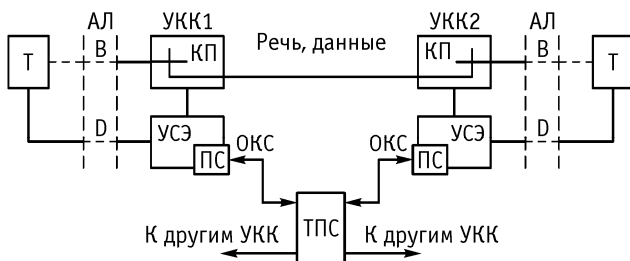 АЛ УКК1 УКК2 АЛ
Т В КП Речь, данные КП В Т
D УСЭ ОКС ОКС УСЭ D
ПС ПС
ТПС
К другим УКК К другим УКК